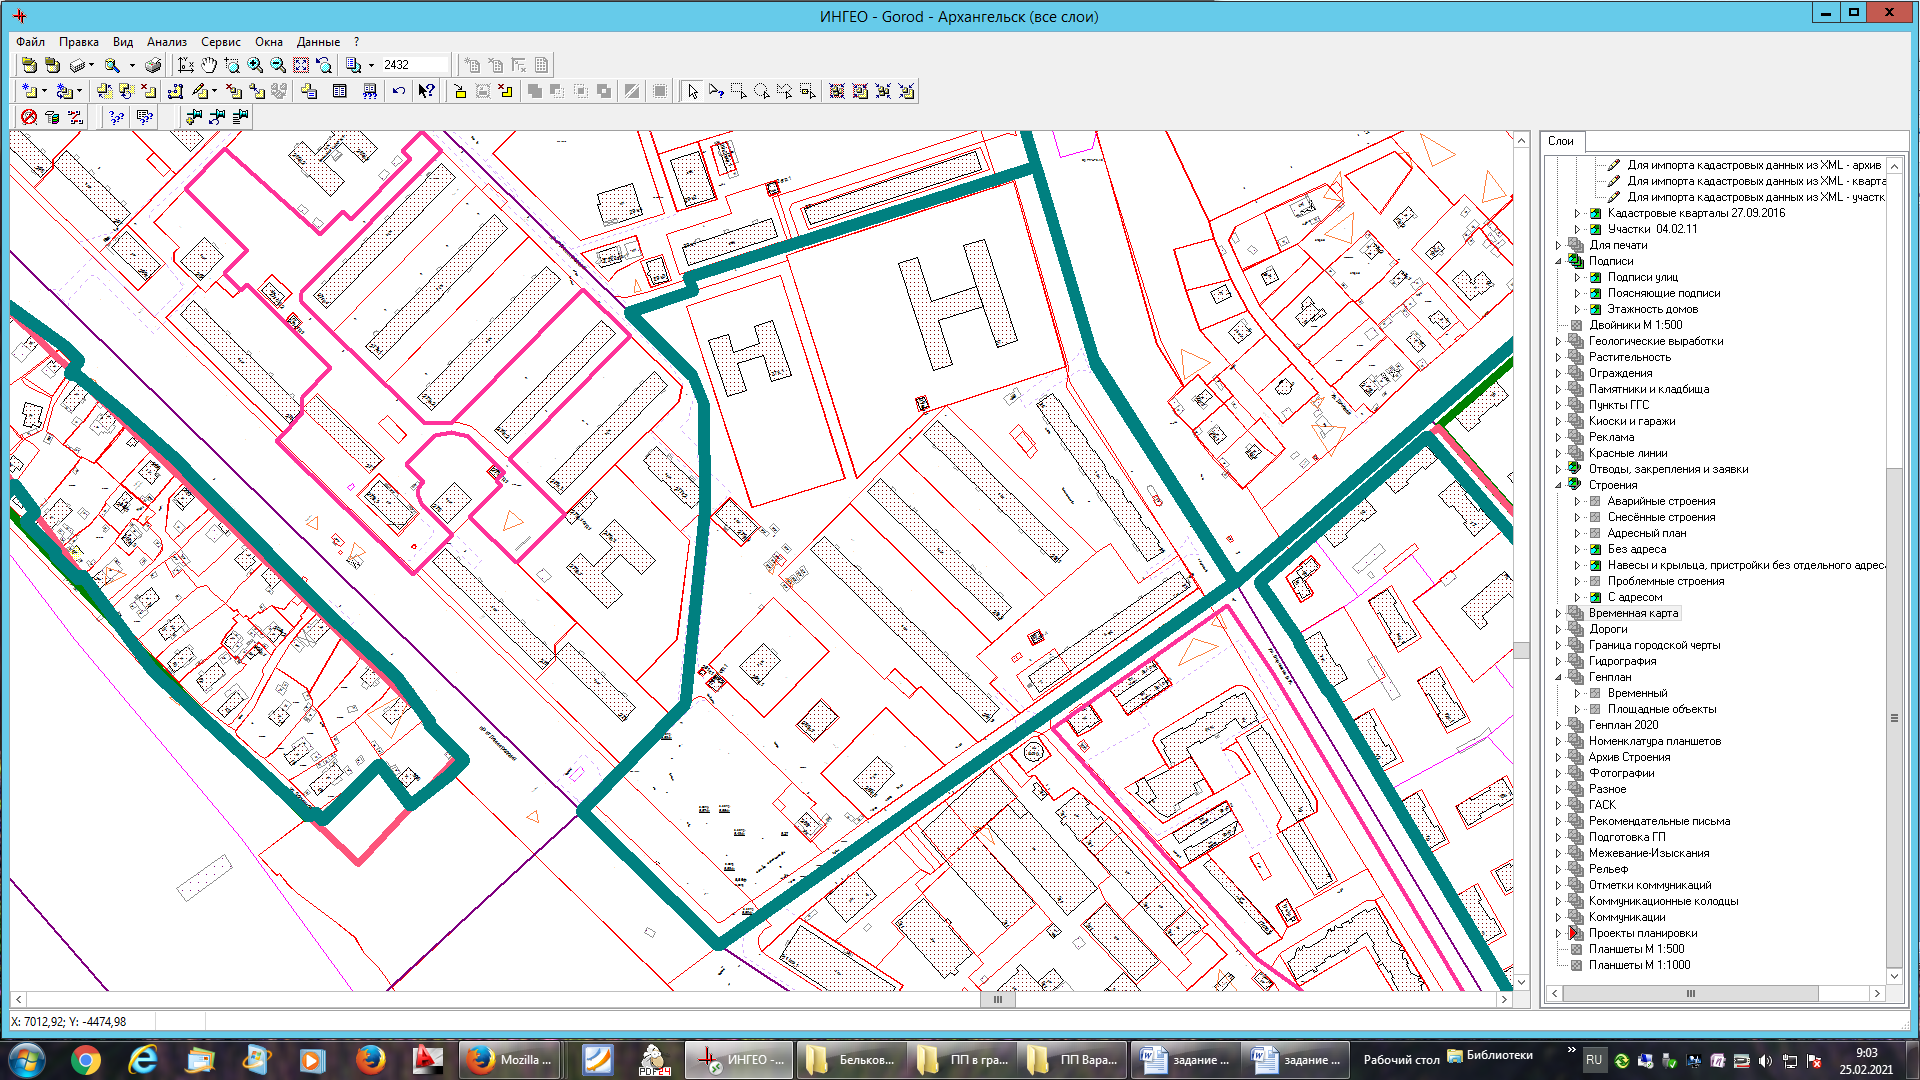 ИНГЕО - Gorod - Архангельск (все слои)
Файл Правка Вид Анализ Сервис Окна Данные ?
2432
Слои
Для импорта кадастровых данных из XML - архив
Для импорта кадастровых данных из XML - кварта
Для импорта кадастровых данных из XML - участк
Кадастровые кварталы 27.09.2016
Участки 04.02.11
Для печати
Подписи
Подписи улиц
Поясняющие подписи
Этажность домов
Двойники М 1:500
Геологические выработки
Растительность
Ограждения
Памятники и кладбища
Пункты ГГС
Киоски и гаражи
Реклама
Красные линии
Отводы, закрепления и заявки
Строения
Аварийные строения
Снесённые строения
Адресный план
Без адреса
Навесы и крыльца, пристройки без отдельного адрес
Проблемные строения
С адресом
Временная карта
Дороги
Граница городской черты
Гидрография
Генплан
Временный
Площадные объекты
Генплан 2020
Номенклатура планшетов
Архив Строения
Фотографии
Разное
ГАСК
Рекомендательные письма
Подготовка ГП
Межевание-Изыскания
Рельеф
Отметки коммуникаций
Коммуникационные колодцы
Коммуникации
Проекты планировки
Планшеты М 1:500
Планшеты М 1:1000
X: 7012,92; Y: -4474,98
Mozilla ...
PDF24
ИНГЕО -...
Бельков...
ПП в гра...
ПП Вара...
задание ...
задание ...
Рабочий стол
Библиотеки
»
RU
9:03
25.02.2021